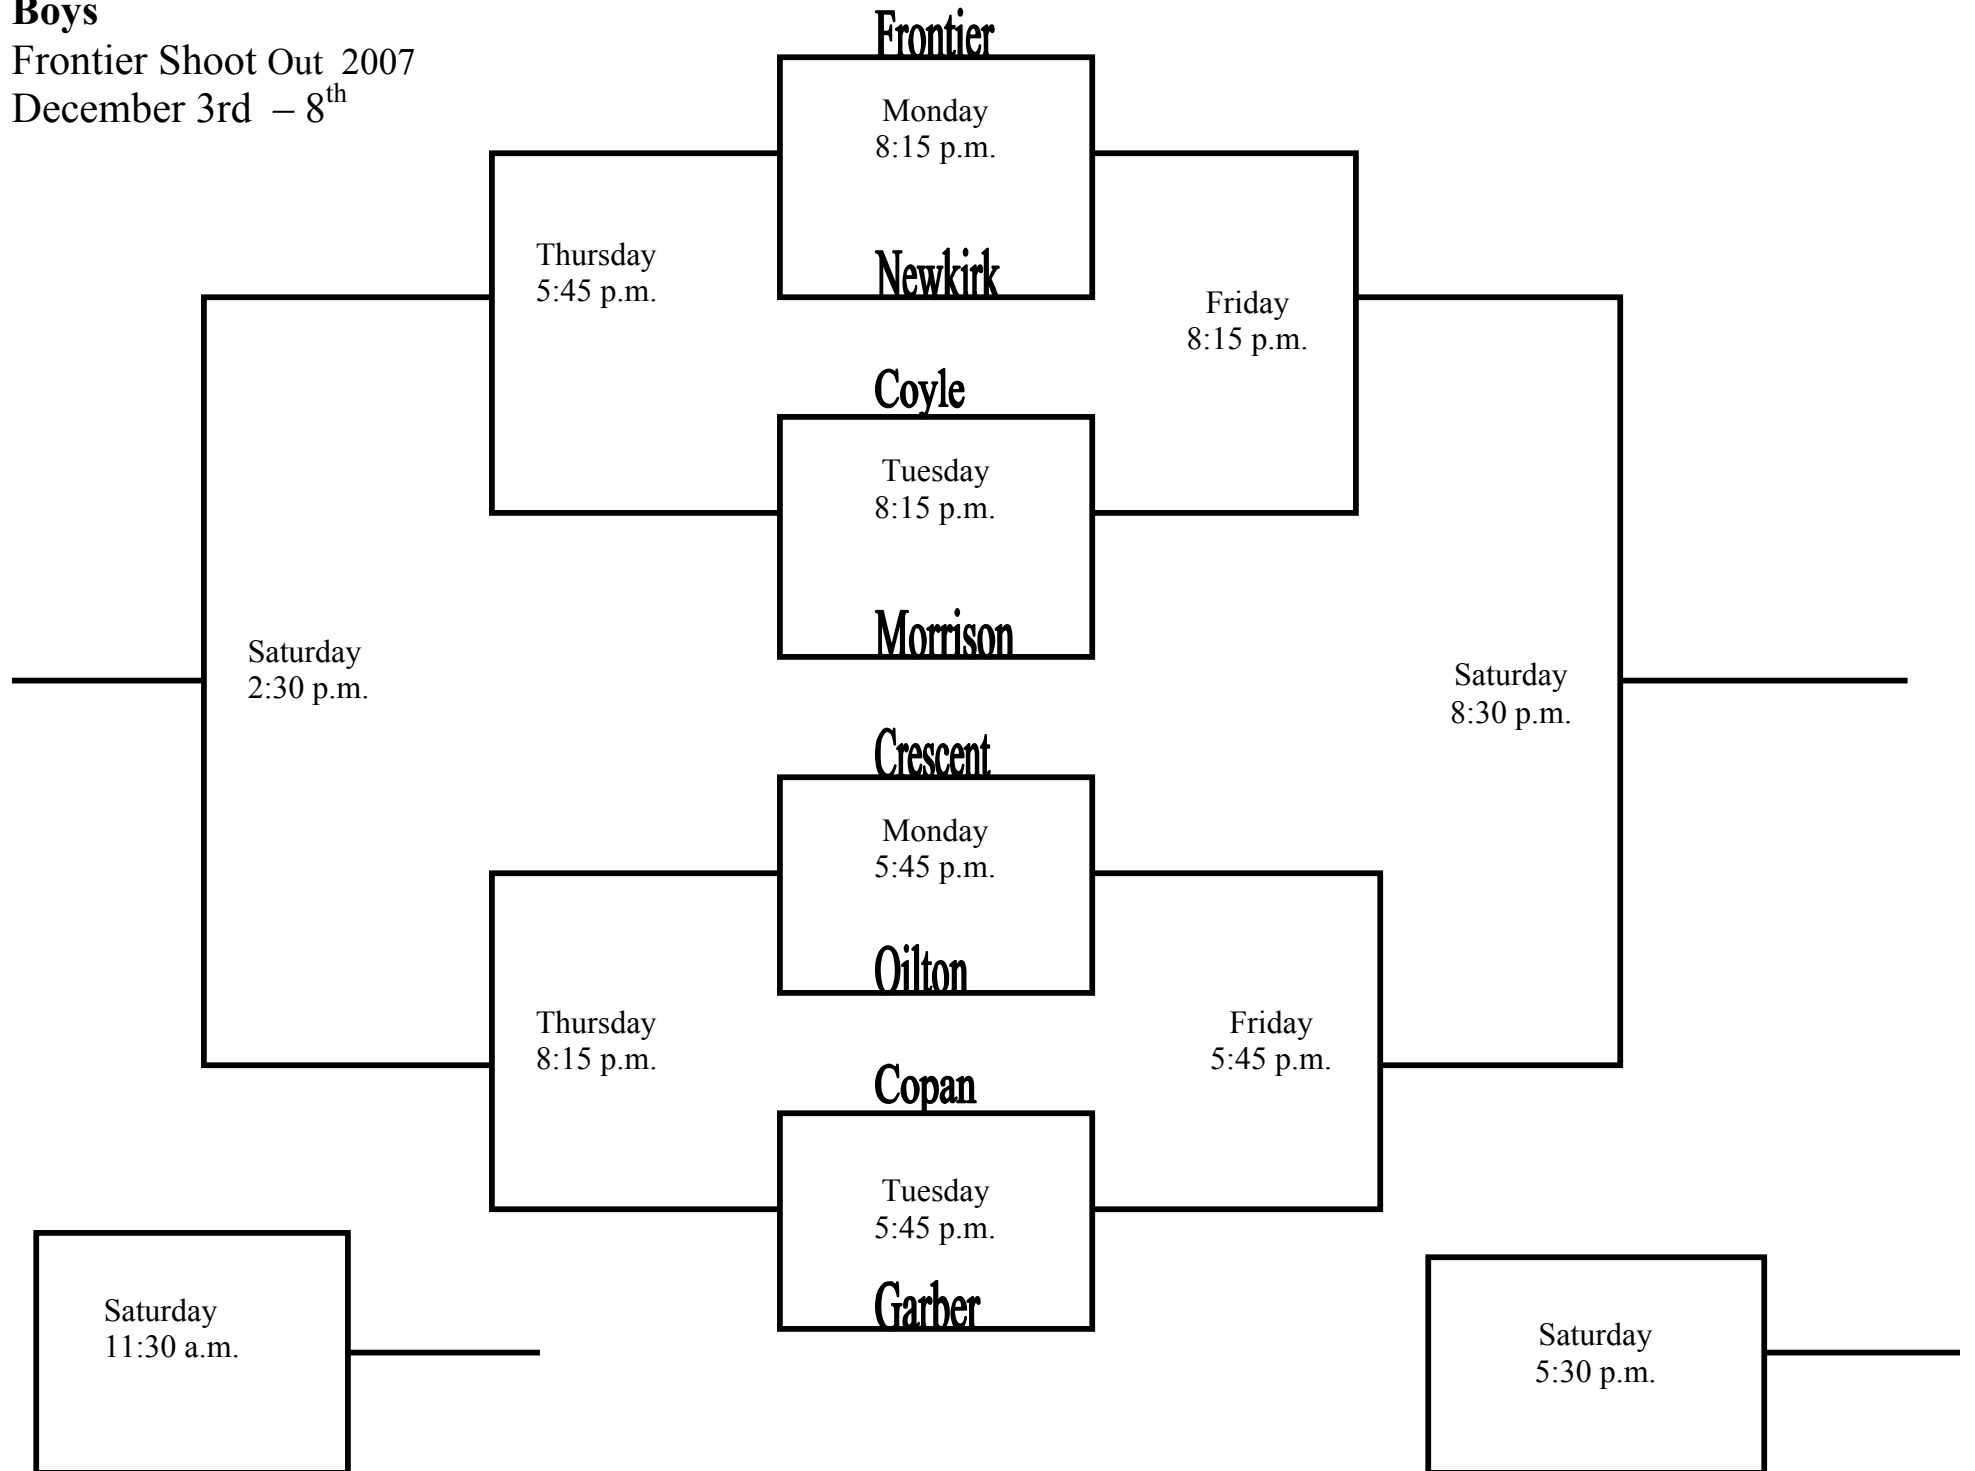 Boys
Frontier Shoot Out 2007
December 3rd – 8th
Frontier
Monday
8:15 p.m.
Newkirk
Thursday
5:45 p.m.
Friday
8:15 p.m.
Coyle
Tuesday
8:15 p.m.
Morrison
Saturday
2:30 p.m.
Saturday
8:30 p.m.
Crescent
Monday
5:45 p.m.
Oilton
Thursday
8:15 p.m.
Friday
5:45 p.m.
Copan
Tuesday
5:45 p.m.
Garber
Saturday
11:30 a.m.
Saturday
5:30 p.m.